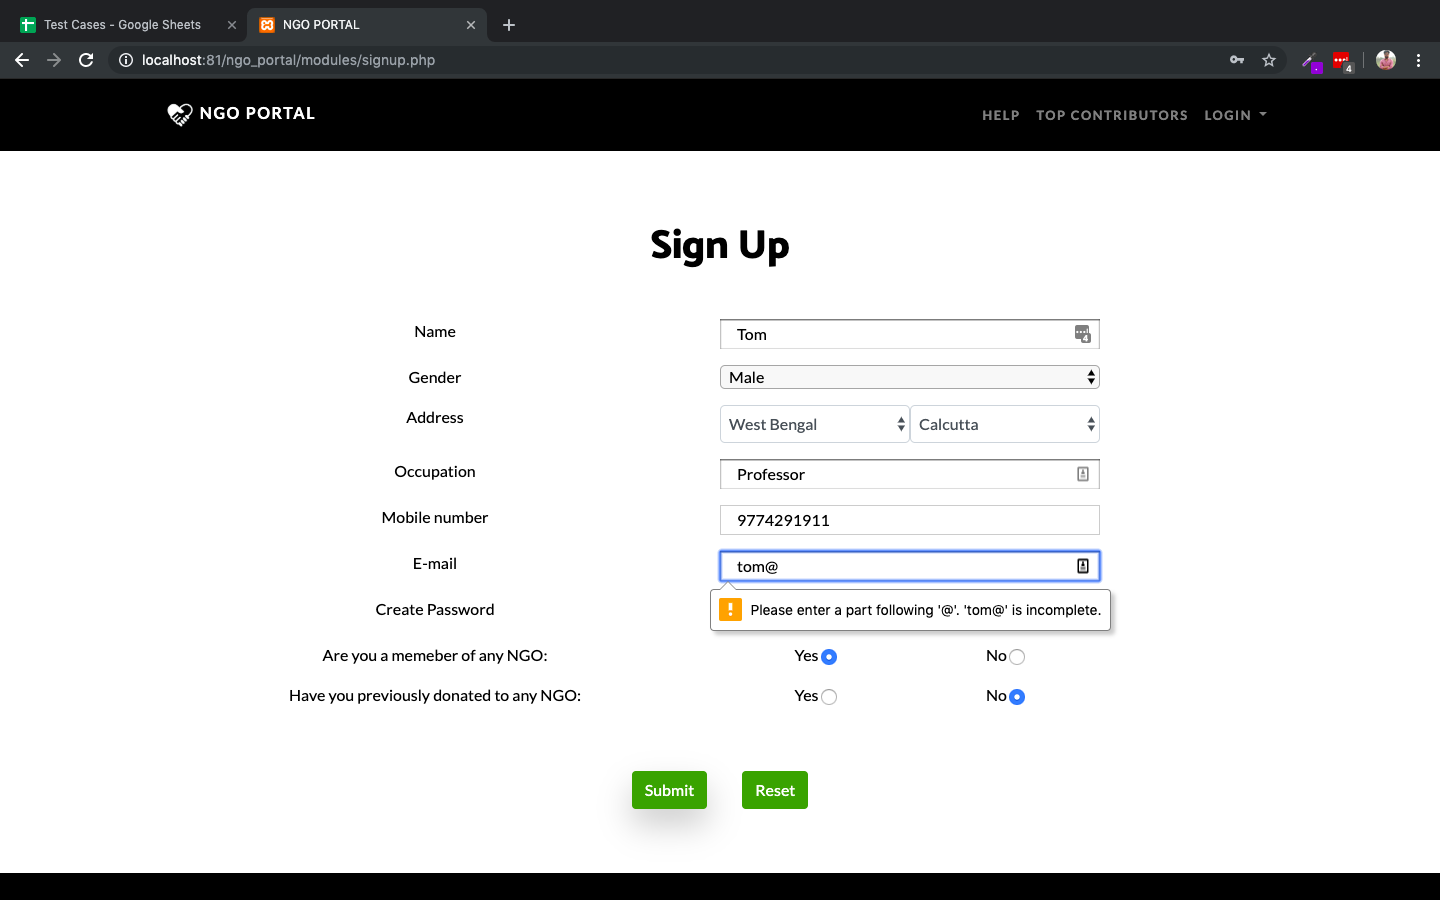 Test Cases - Google Sheets
NGO PORTAL
localhost:81/ngo_portal/modules/signup.php
4
NGO PORTAL
HELP TOP CONTRIBUTORS LOGIN
Sign Up
Name Tom
4
Gender Male
Address West Bengal Calcutta
Occupation Professor
Mobile number 9774291911
E-mail tom@
Create Password
Please enter a part following '@'. 'tom@' is incomplete.
Are you a memeber of any NGO: Yes No
Have you previously donated to any NGO: Yes No
Submit Reset